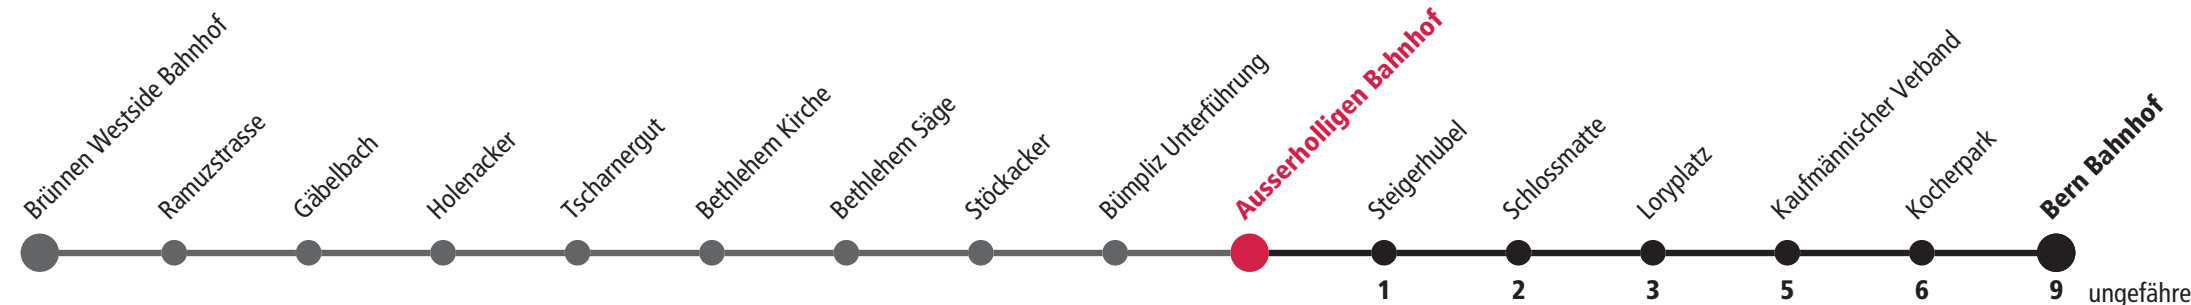 Brünnen Westside Bahnhof
Ramuzstrasse
Gäbelbach
Holenacker
Tscharnergut
Bethlehem Kirche
Bethlehem Säge
Stöckacker
Bümpliz Unterführung
Ausserholligen Bahnhof
Steigerhubel
Schlossmatte
Loryplatz
Kaufmännischer Verband
Kocherpark
Bern Bahnhof
1 2 3 5 6 9 ungefähre